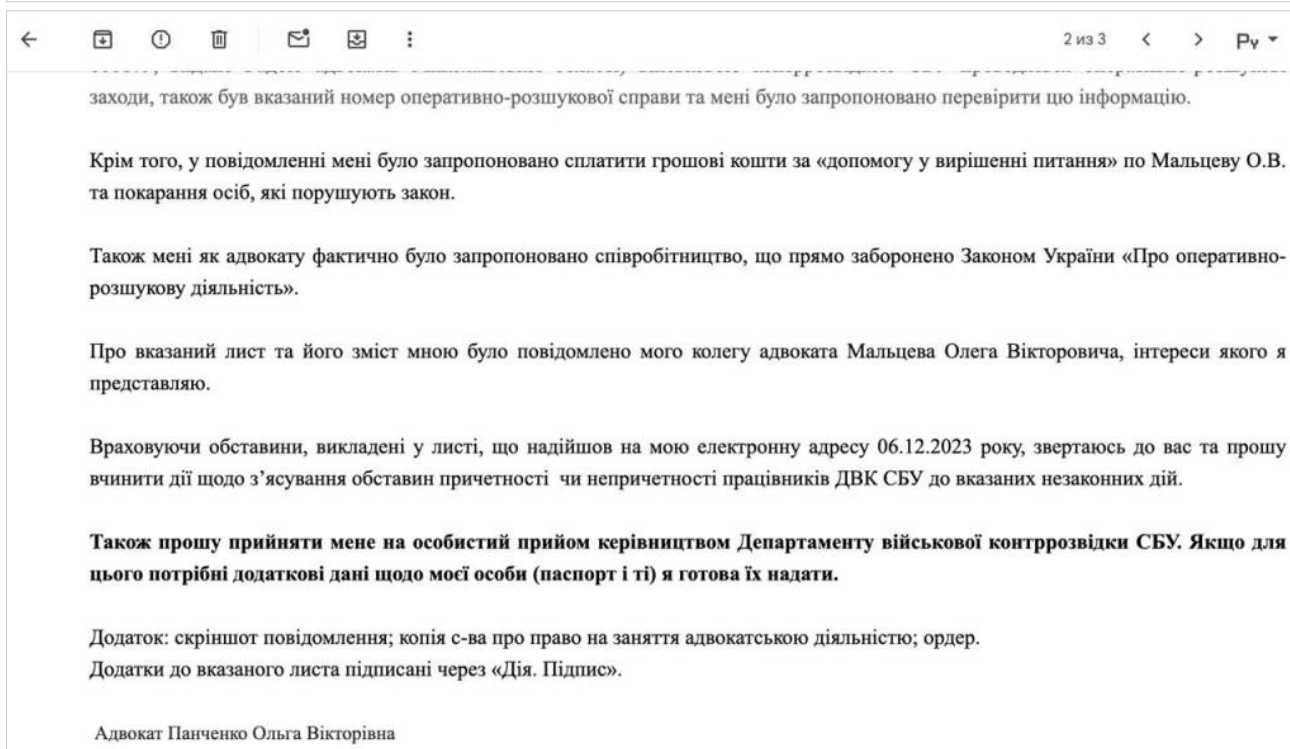 2 из 3
Ру
заходи, також був вказаний номер оперативно-розшукової справи та мені було запропоновано перевірити цю інформацію.
Крім того, у повідомленні мені було запропоновано сплатити грошові кошти за «допомогу у вирішенні питання» по Мальцеву О.В.
та покарання осіб, які порушують закон.
Також мені як адвокату фактично було запропоновано співробітництво, що прямо заборонено Законом України «Про оперативно-
розшукову діяльність».
Про вказаний лист та його зміст мною було повідомлено мого колегу адвоката Мальцева Олега Вікторовича, інтереси якого я
представляю.
Враховуючи обставини, викладені у листі, що надійшов на мою електронну адресу 06.12.2023 року, звертаюсь до вас та прошу
вчинити дії щодо з’ясування обставин причетності чи непричетності працівників ДВК СБУ до вказаних незаконних дій.
Також прошу прийняти мене на особистий прийом керівництвом Департаменту військової контррозвідки СБУ. Якщо для
цього потрібні додаткові дані щодо моєї особи (паспорт і ті) я готова їх надати.
Додаток: скріншот повідомлення; копія с-ва про право на заняття адвокатською діяльністю; ордер.
Додатки до вказаного листа підписані через «Дія. Підпис».
Адвокат Панченко Ольга Вікторівна